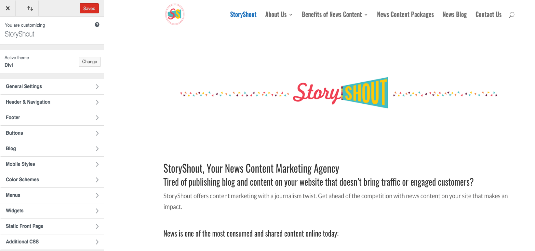 Saved
You are customizing
StoryShout
Active theme
Divi
Change
General Settings
Header & Navigation
Footer
Buttons
Blog
Mobile Styles
Color Schemes
Menus
Widgets
Static Front Page
Additional CSS
StoryShout About Us Benefits of News Content News Content Packages News Blog Contact Us
Story SHOUT
StoryShout, Your News Content Marketing Agency
Tired of publishing blog and content on your website that doesn't bring traffic or engaged customers?
StoryShout offers content marketing with a journalism twist. Get ahead of the competition with news content on your site that makes an
impact.
News is one of the most consumed and shared content online today: